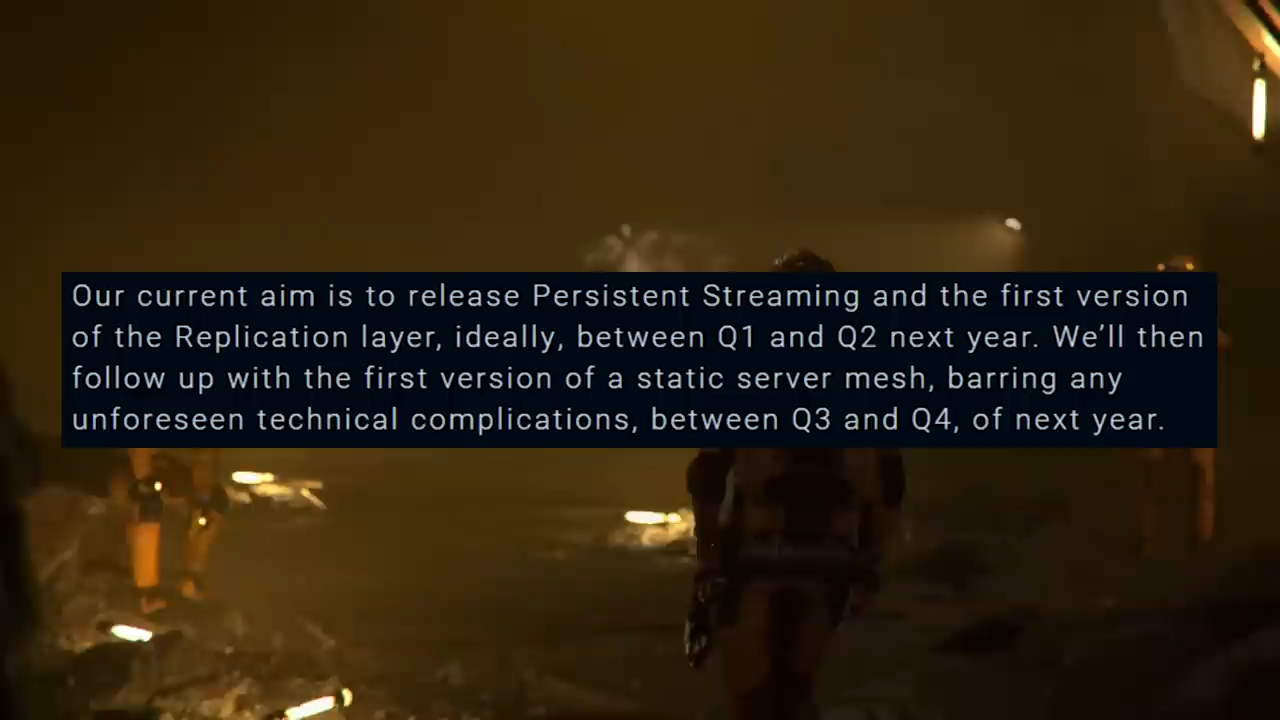 Our current aim is to release Persistent Streaming and the first version
of the Replication layer, ideally, between Q1 and Q2 next year. We’ll then
follow up with the first version of a static server mesh, barring any
unforeseen technical complications, between Q3 and Q4, of next year.